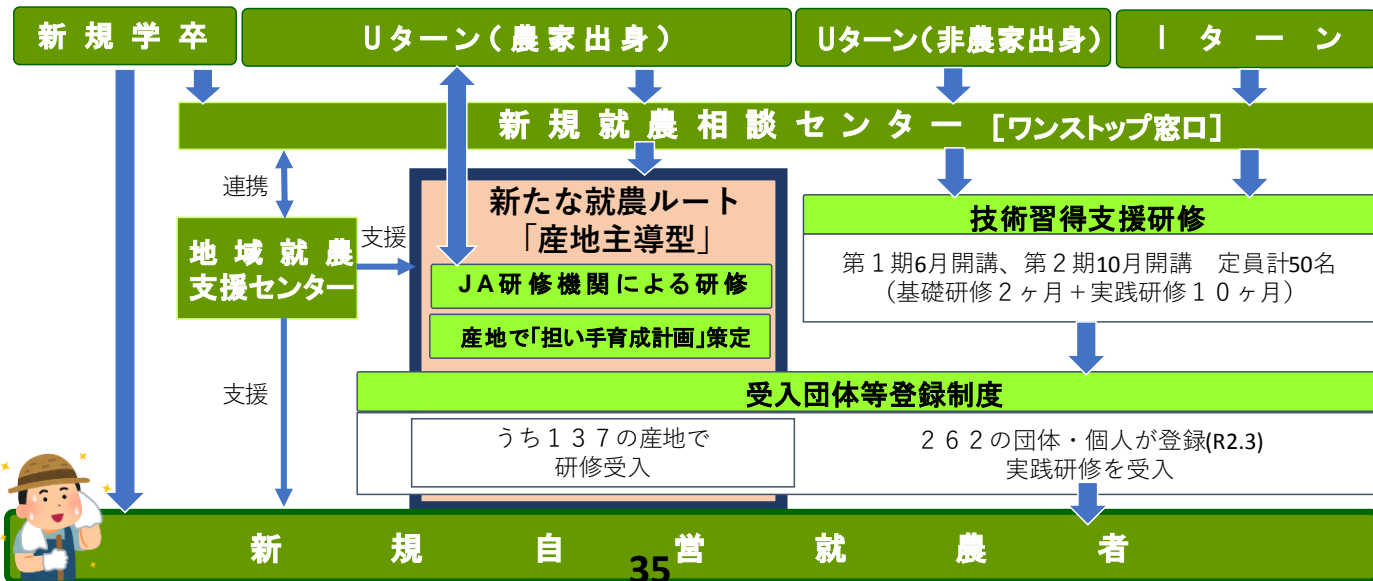 新規学卒
Uターン（農家出身）
Uターン（非農家出身）
Iターン
新規就農相談センター［ワンストップ窓口］
連携
地域就農
支援センター
支援
支援
新たな就農ルート
「産地主導型」
JA研修機関による研修
産地で「担い手育成計画」策定
技術習得支援研修
第１期6月開講、第２期10月開講　定員計50名
（基礎研修２ヶ月＋実践研修１０ヶ月）
受入団体等登録制度
うち１３７の産地で
研修受入
２６２の団体・個人が登録(R2.3)
実践研修を受入
新規自営就農者
35